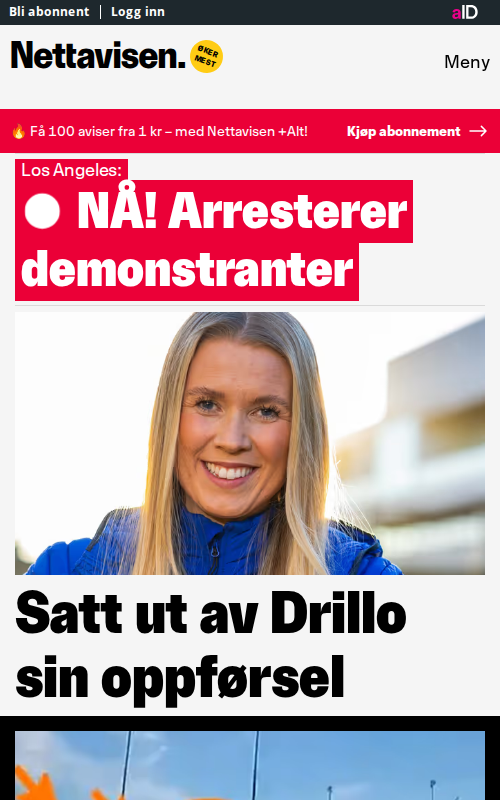 Bli abonnent
Logg inn
aID
Nettavisen.
ØKER
MEST
Meny
Få 100 aviser fra 1 kr – med Nettavisen +Alt!
Kjøp abonnement
Los Angeles:
NÅ! Arresterer
demonstranter
Satt ut av Drillo
sin oppførsel